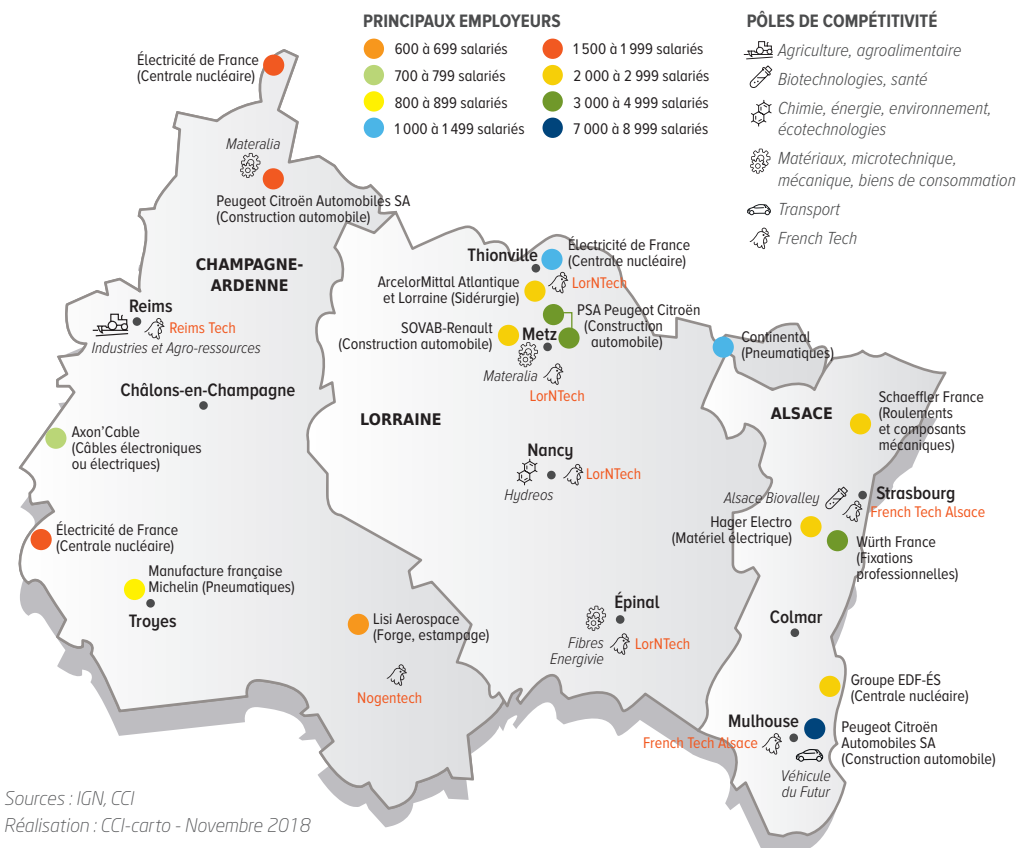 PRINCIPAUX EMPLOYEURS
600 à 699 salariés
700 à 799 salariés
800 à 899 salariés
1 000 à 1 499 salariés
1 500 à 1 999 salariés
2 000 à 2 999 salariés
3 000 à 4 999 salariés
7 000 à 8 999 salariés
PÔLES DE COMPÉTITIVITÉ
Agriculture, agroalimentaire
Biotechnologies, santé
Chimie, énergie, environnement,
écotechnologies
Matériaux, microtechnique,
mécanique, biens de consommation
Transport
French Tech
Électricité de France
(Centrale nucléaire)
Materalia
Peugeot Citroën Automobiles SA
(Construction automobile)
CHAMPAGNE-
ARDENNE
Reims
Reims Tech
Industries et Agro-ressources
Châlons-en-Champagne
Axon'Cable
(Câbles électroniques
ou électriques)
Électricité de France
(Centrale nucléaire)
Manufacture française
Michelin (Pneumatiques)
Troyes
Lisi Aerospace
(Forge, estampage)
Nogentech
Thionville
Électricité de France
(Centrale nucléaire)
LorNTech
ArcelorMittal Atlantique
et Lorraine (Sidérurgie)
PSA Peugeot Citroën
(Construction
automobile)
SOVAB-Renault
(Construction automobile)
Metz
Materalia
LorNTech
LORRAINE
Nancy
LorNTech
Hydreos
Épinal
Fibres
Energivie
LorNTech
Continental
(Pneumatiques)
ALSACE
Schaeffler France
(Roulements
et composants
mécaniques)
Alsace Biovalley
Strasbourg
French Tech Alsace
Hager Electro
(Matériel électrique)
Würth France
(Fixations
professionnelles)
Colmar
Groupe EDF-ÉS
(Centrale nucléaire)
Mulhouse
French Tech Alsace
Peugeot Citroën
Automobiles SA
(Construction automobile)
Véhicule
du Futur
Sources : IGN, CCI
Réalisation : CCI-carto - Novembre 2018